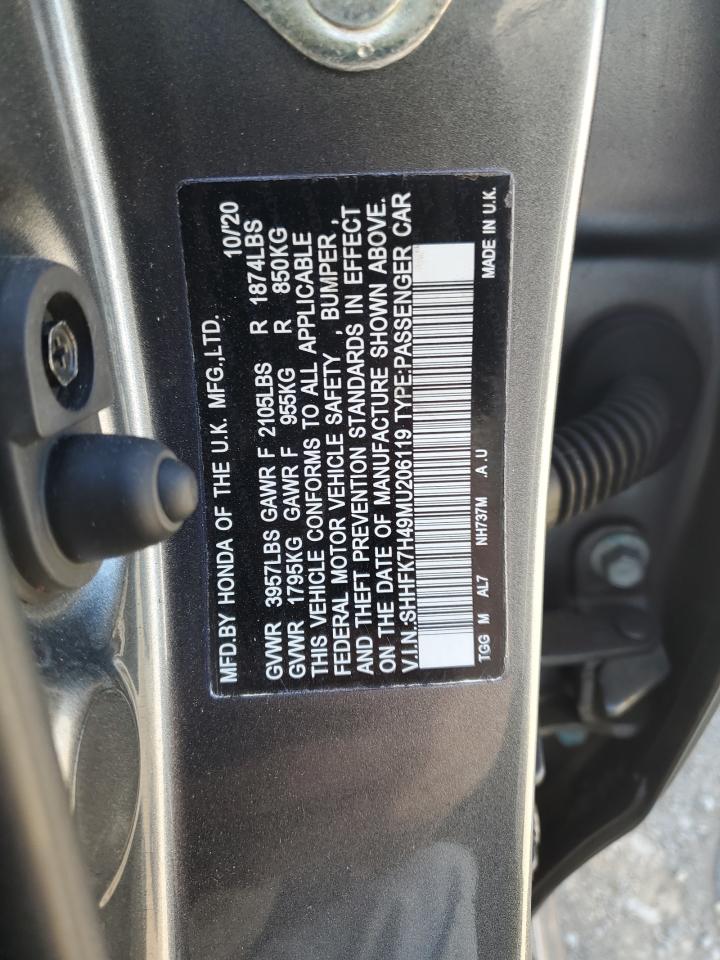 MFD.BY HONDA OF THE U.K. MFG.,LTD. 10/20
GVWR 3957LBS GAWR F 2105LBS R 1874LBS
GVWR 1795KG GAWR F 955KG R 850KG
THIS VEHICLE CONFORMS TO ALL APPLICABLE
FEDERAL MOTOR VEHICLE SAFETY , BUMPER ,
AND THEFT PREVENTION STANDARDS IN EFFECT
ON THE DATE OF MANUFACTURE SHOWN ABOVE.
V.I.N.:SHHFK7H49MU206119 TYPE:PASSENGER CAR
TGG M AL7 NH737M .A .U MADE IN U.K.